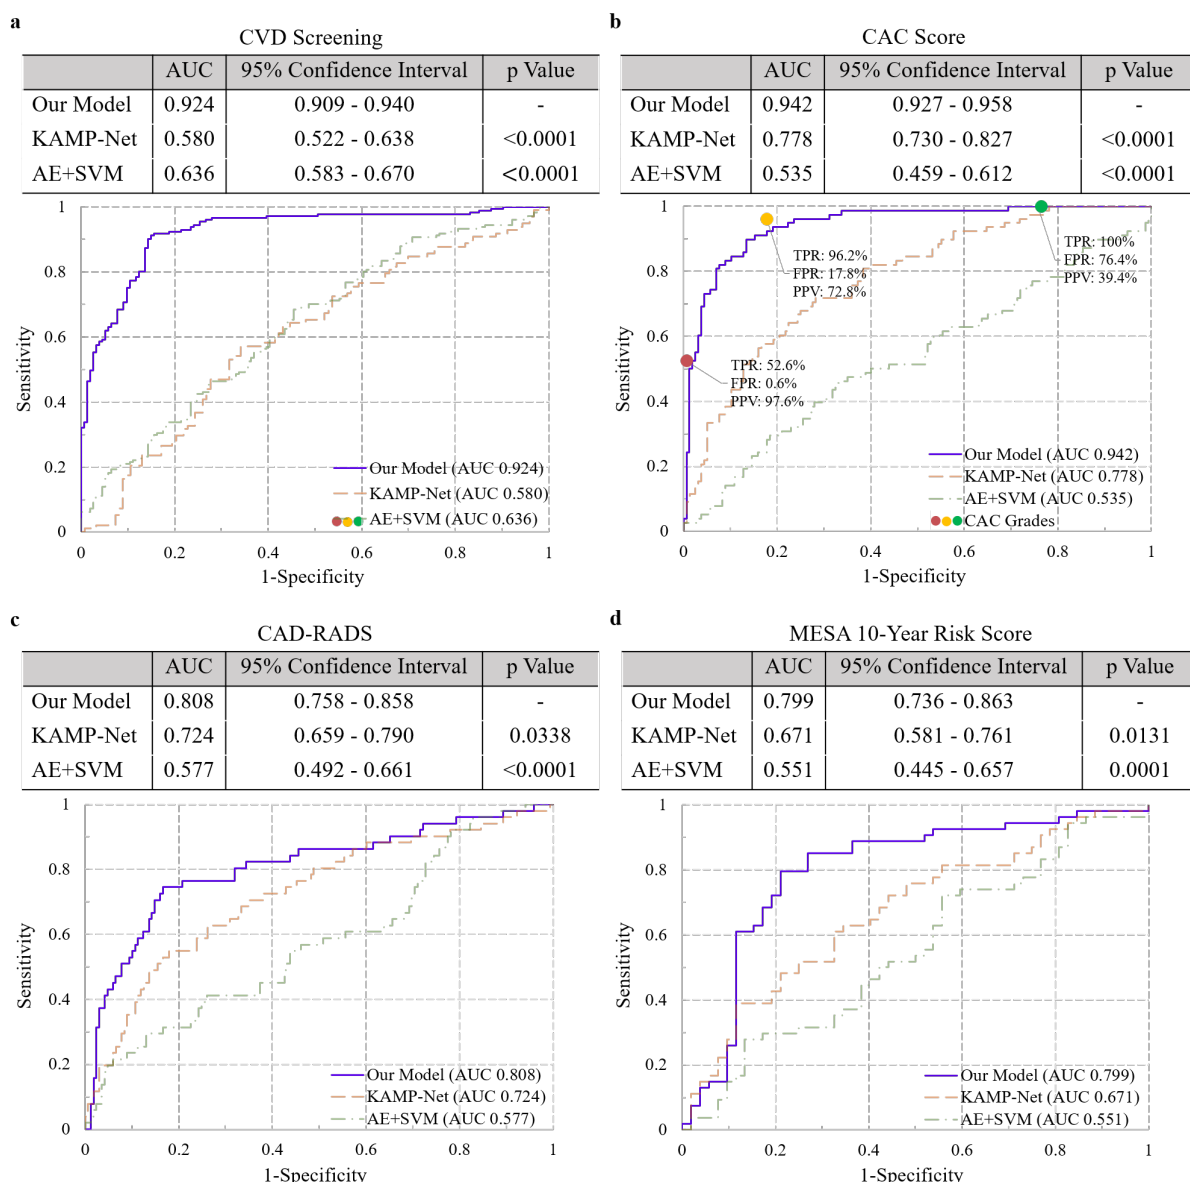 a
CVD Screening
AUC 95% Confidence Interval p Value
Our Model 0.924 0.909 - 0.940 -
KAMP-Net 0.580 0.522 - 0.638 <0.0001
AE+SVM 0.636 0.583 - 0.670 <0.0001
1
0.8
0.6
0.4
0.2
0
Sensitivity
Our Model (AUC 0.924)
KAMP-Net (AUC 0.580)
AE+SVM (AUC 0.636)
0 0.2 0.4 0.6 0.8 1
1-Specificity
b
CAC Score
AUC 95% Confidence Interval p Value
Our Model 0.942 0.927 - 0.958 -
KAMP-Net 0.778 0.730 - 0.827 <0.0001
AE+SVM 0.535 0.459 - 0.612 <0.0001
1
0.8
0.6
0.4
0.2
0
Sensitivity
TPR: 96.2%
FPR: 17.8%
PPV: 72.8%
TPR: 100%
FPR: 76.4%
PPV: 39.4%
TPR: 52.6%
FPR: 0.6%
PPV: 97.6%
Our Model (AUC 0.942)
KAMP-Net (AUC 0.778)
AE+SVM (AUC 0.535)
CAC Grades
0 0.2 0.4 0.6 0.8 1
1-Specificity
c
CAD-RADS
AUC 95% Confidence Interval p Value
Our Model 0.808 0.758 - 0.858 -
KAMP-Net 0.724 0.659 - 0.790 0.0338
AE+SVM 0.577 0.492 - 0.661 <0.0001
1
0.8
0.6
0.4
0.2
0
Sensitivity
Our Model (AUC 0.808)
KAMP-Net (AUC 0.724)
AE+SVM (AUC 0.577)
0 0.2 0.4 0.6 0.8 1
1-Specificity
d
MESA 10-Year Risk Score
AUC 95% Confidence Interval p Value
Our Model 0.799 0.736 - 0.863 -
KAMP-Net 0.671 0.581 - 0.761 0.0131
AE+SVM 0.551 0.445 - 0.657 0.0001
1
0.8
0.6
0.4
0.2
0
Sensitivity
Our Model (AUC 0.799)
KAMP-Net (AUC 0.671)
AE+SVM (AUC 0.551)
0 0.2 0.4 0.6 0.8 1
1-Specificity